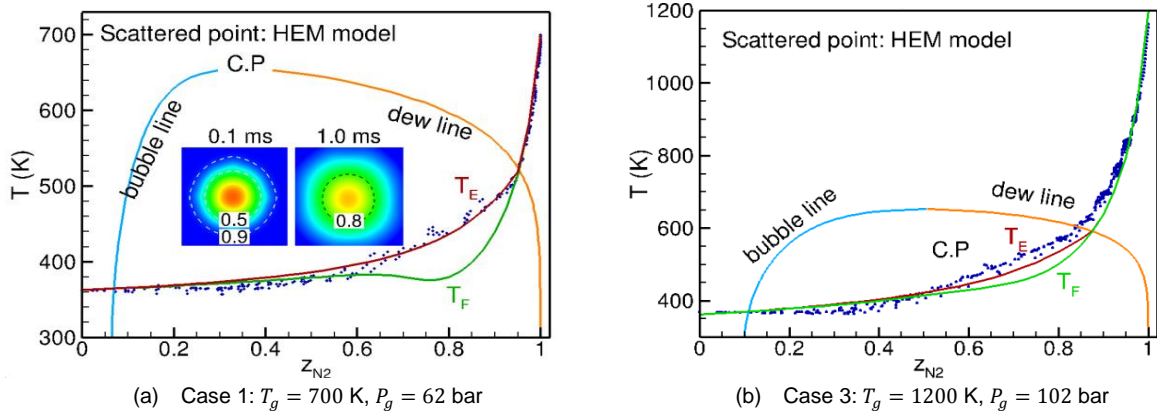 Scattered point: HEM model
C.P
bubble line
dew line
0.1 ms
1.0 ms
0.5
0.9
0.8
T_E
T_F
T (K)
700
600
500
400
300
0
0.2
0.4
0.6
0.8
1
z_N2
(a) Case 1: T_g = 700 K, P_g = 62 bar
Scattered point: HEM model
bubble line
dew line
C.P
T_E
T_F
T (K)
1200
1000
800
600
400
0
0.2
0.4
0.6
0.8
1
z_N2
(b) Case 3: T_g = 1200 K, P_g = 102 bar